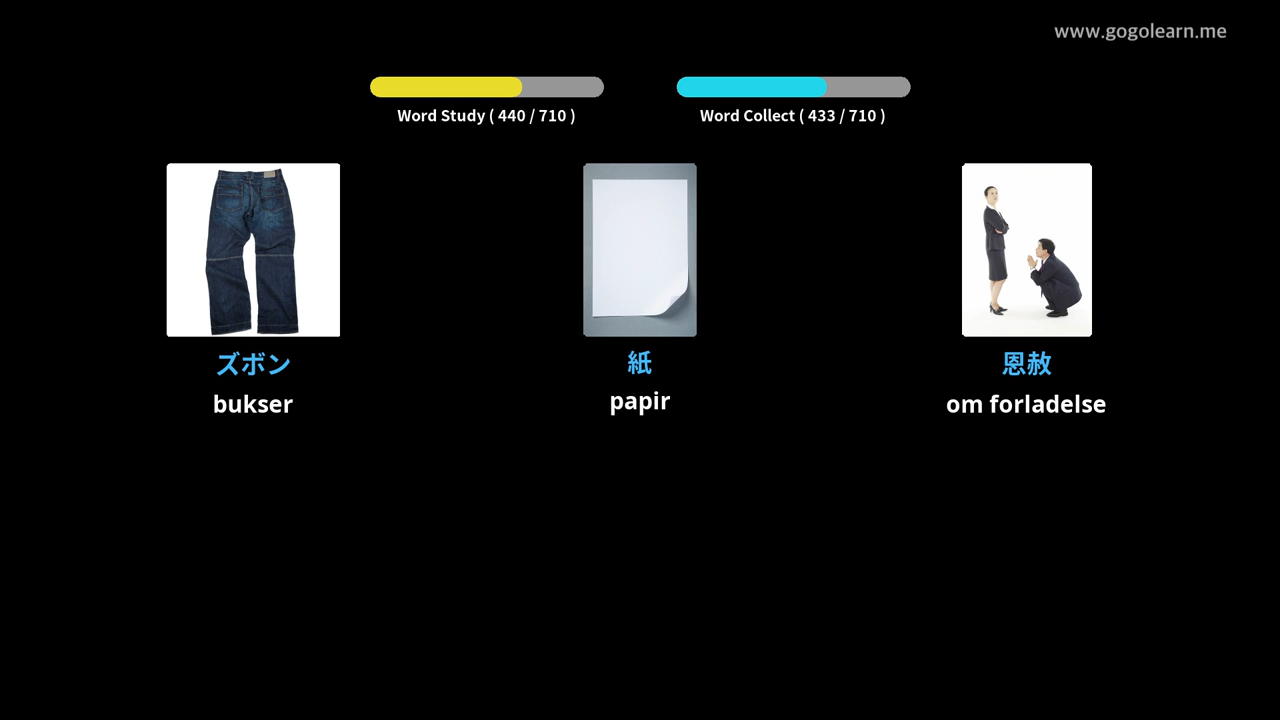 www.gogolearn.me
Word Study ( 440 / 710 )
Word Collect ( 433 / 710 )
ズボン
bukser
紙
papir
恩赦
om forladelse